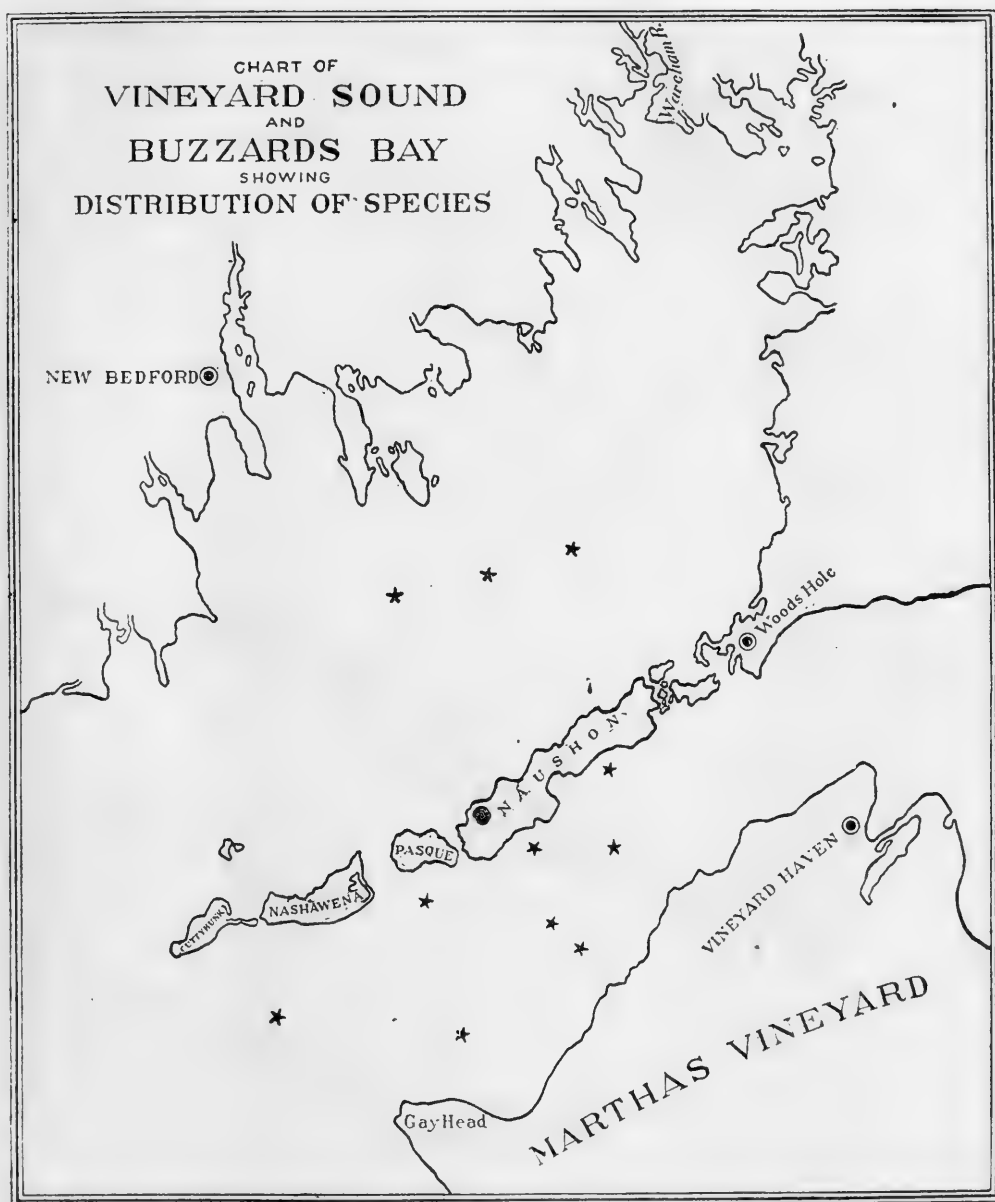 CHART OF
VINEYARD SOUND
AND
BUZZARDS BAY
SHOWING
DISTRIBUTION OF SPECIES
Wareham R.
NEW BEDFORD
Woods Hole
NAUSHON
PASQUE
NASHAWENA
CUTTYHUNK
VINEYARD HAVEN
MARTHAS VINEYARD
Gay Head